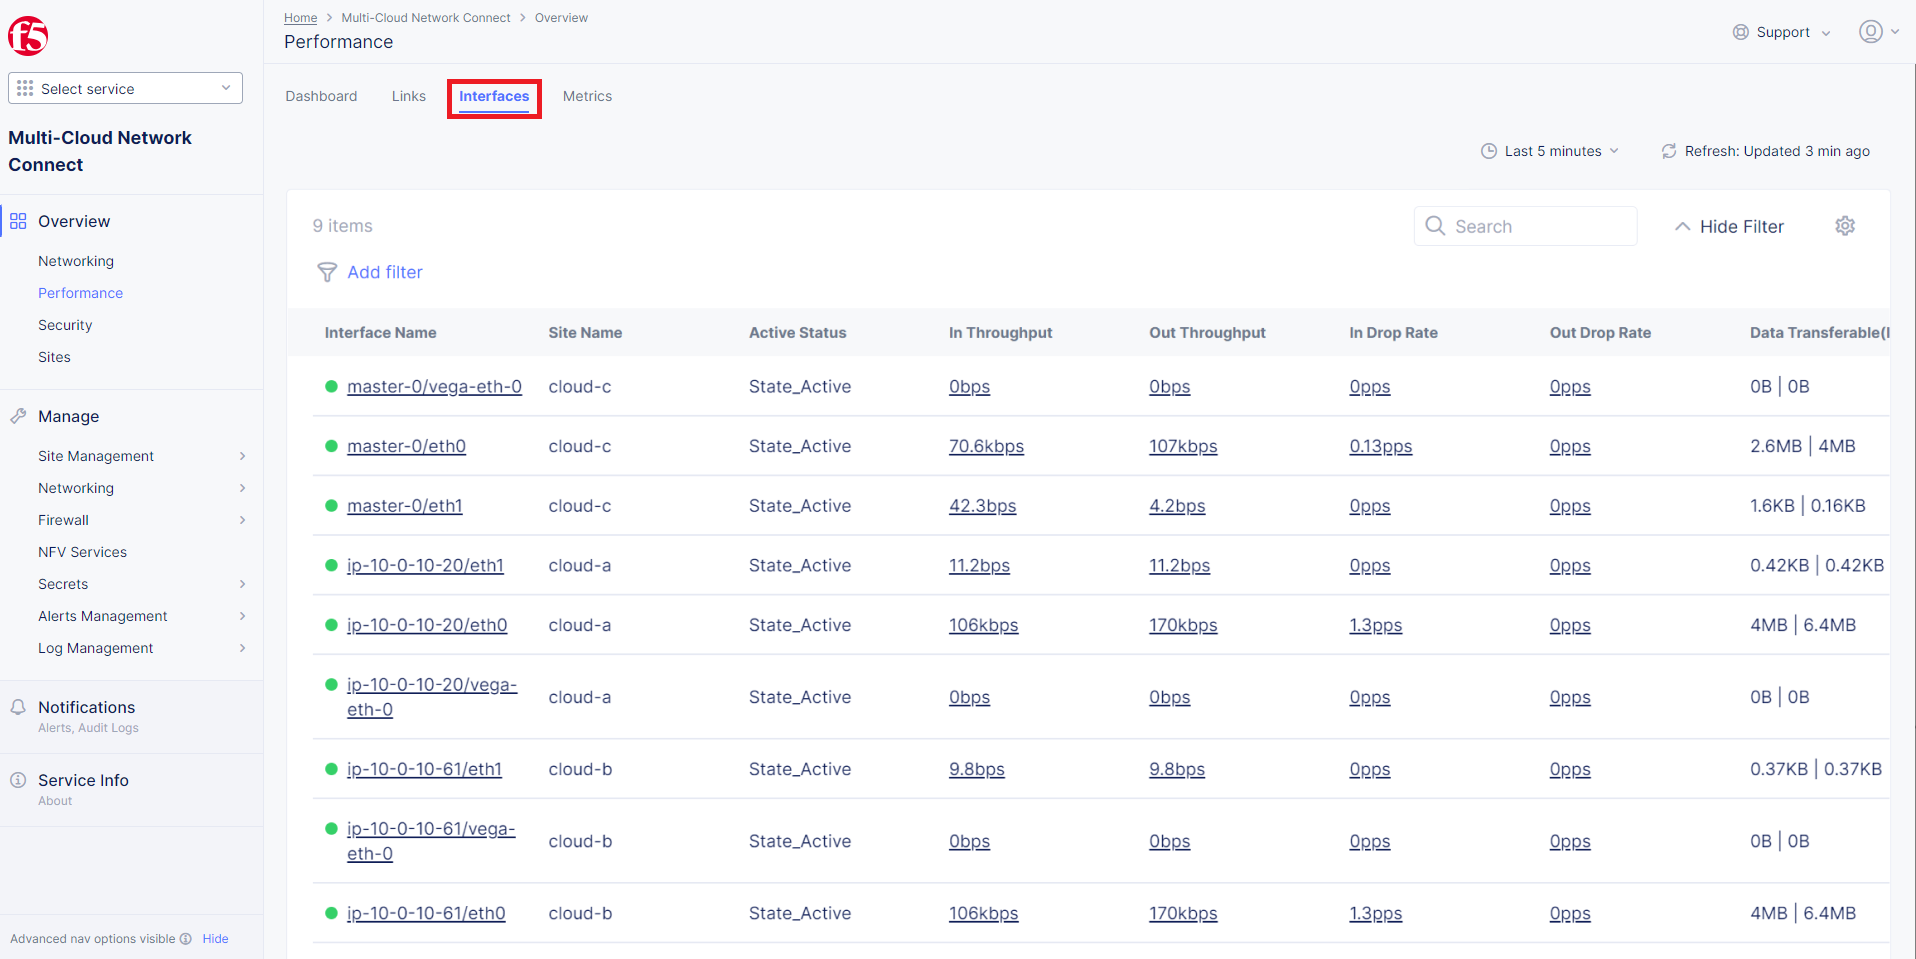 f5
Select service
Multi-Cloud Network
Connect
Overview
Networking
Performance
Security
Sites
Manage
Site Management
Networking
Firewall
NFV Services
Secrets
Alerts Management
Log Management
Notifications
Alerts, Audit Logs
Service Info
About
Advanced nav options visible Hide
Home > Multi-Cloud Network Connect > Overview
Performance
Support
Dashboard Links Interfaces Metrics
Last 5 minutes Refresh: Updated 3 min ago
9 items Search Hide Filter
Add filter
Interface Name Site Name Active Status In Throughput Out Throughput In Drop Rate Out Drop Rate Data Transferable(I
master-0/vega-eth-0 cloud-c State_Active 0bps 0bps 0pps 0pps 0B | 0B
master-0/eth0 cloud-c State_Active 70.6kbps 107kbps 0.13pps 0pps 2.6MB | 4MB
master-0/eth1 cloud-c State_Active 42.3bps 4.2bps 0pps 0pps 1.6KB | 0.16KB
ip-10-0-10-20/eth1 cloud-a State_Active 11.2bps 11.2bps 0pps 0pps 0.42KB | 0.42KB
ip-10-0-10-20/eth0 cloud-a State_Active 106kbps 170kbps 1.3pps 0pps 4MB | 6.4MB
ip-10-0-10-20/vega-
eth-0 cloud-a State_Active 0bps 0bps 0pps 0pps 0B | 0B
ip-10-0-10-61/eth1 cloud-b State_Active 9.8bps 9.8bps 0pps 0pps 0.37KB | 0.37KB
ip-10-0-10-61/vega-
eth-0 cloud-b State_Active 0bps 0bps 0pps 0pps 0B | 0B
ip-10-0-10-61/eth0 cloud-b State_Active 106kbps 170kbps 1.3pps 0pps 4MB | 6.4MB